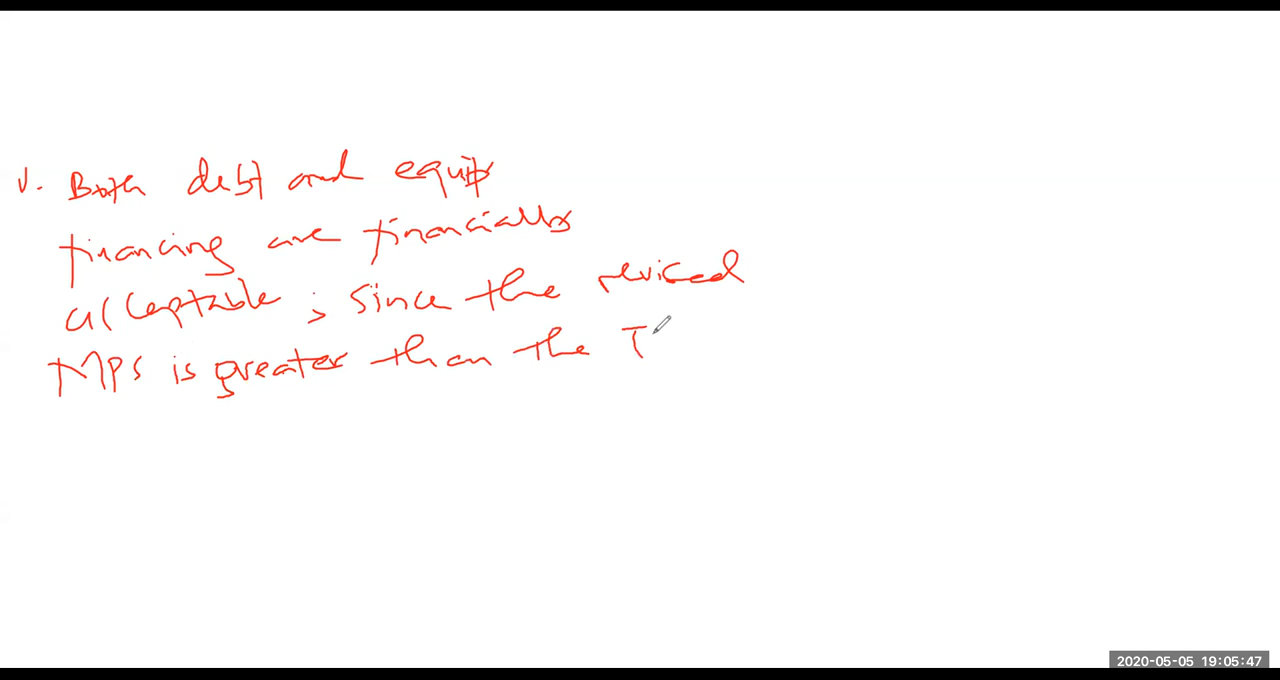 v. Both debt and equity
financing are financially
acceptable; since the revised
MPS is greater than the T
2020-05-05 19:05:47